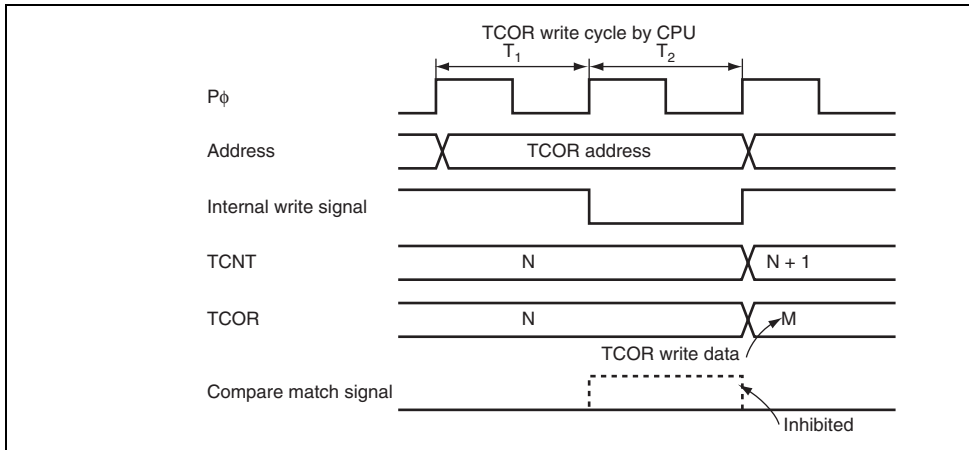 TCOR write cycle by CPU
T1 T2
Pφ
Address TCOR address
Internal write signal
TCNT N N + 1
TCOR N M
TCOR write data
Compare match signal
Inhibited